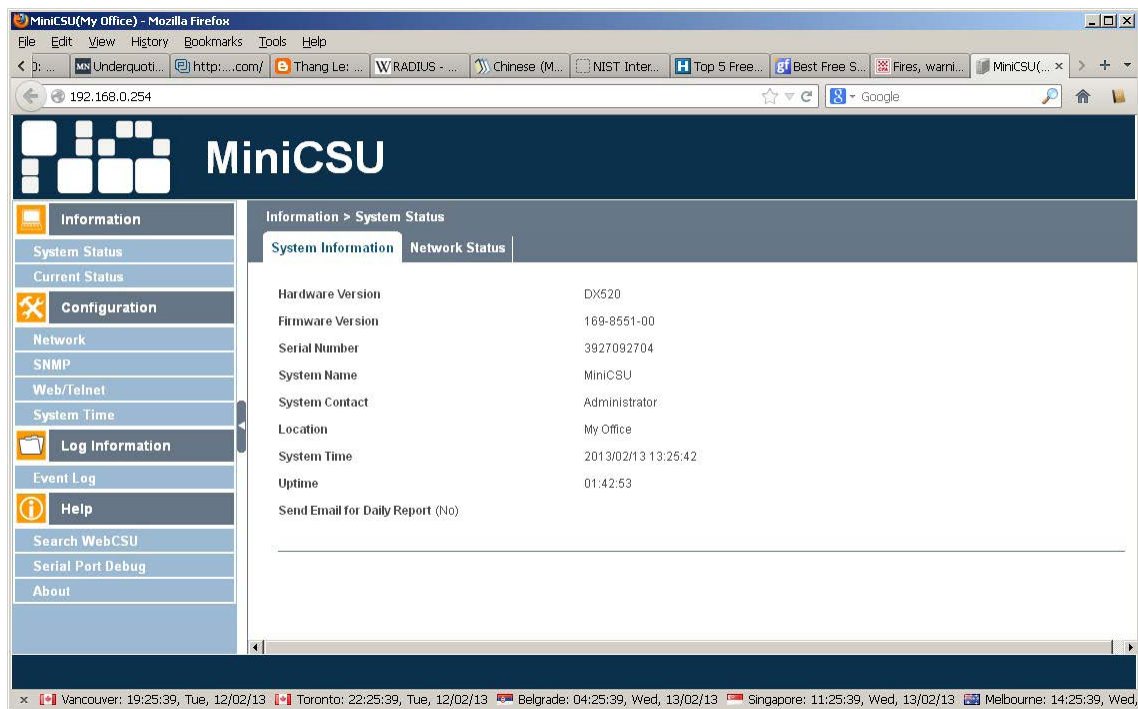 MiniCSU(My Office) - Mozilla Firefox
File Edit View History Bookmarks Tools Help
MN Underquoti... http:....com/ Thang Le: ... W RADIUS - ... Chinese (M... NIST Inter... H Top 5 Free... gf Best Free S... Fires, warni... MiniCSU(... ×
192.168.0.254 8 Google
MiniCSU
Information
System Status
Current Status
Configuration
Network
SNMP
Web/Telnet
System Time
Log Information
Event Log
Help
Search WebCSU
Serial Port Debug
About
Information > System Status
System Information Network Status
Hardware Version DX520
Firmware Version 169-8551-00
Serial Number 3927092704
System Name MiniCSU
System Contact Administrator
Location My Office
System Time 2013/02/13 13:25:42
Uptime 01:42:53
Send Email for Daily Report (No)
× Vancouver: 19:25:39, Tue, 12/02/13 Toronto: 22:25:39, Tue, 12/02/13 Belgrade: 04:25:39, Wed, 13/02/13 Singapore: 11:25:39, Wed, 13/02/13 Melbourne: 14:25:39, Wed,